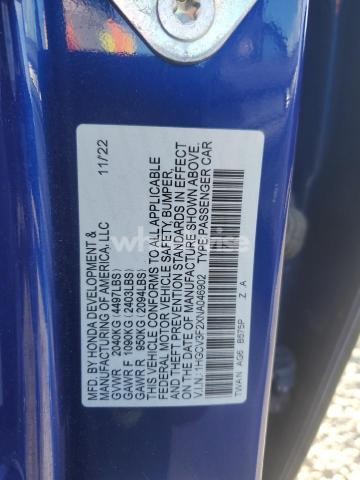 MFD. BY HONDA DEVELOPMENT &
MANUFACTURING OF AMERICA, LLC 11/22
GVWR 2040KG (4497LBS)
GAWR F 1090KG (2403LBS)
GAWR R 950KG (2094LBS)
THIS VEHICLE CONFORMS TO ALL APPLICABLE
FEDERAL MOTOR VEHICLE SAFETY, BUMPER,
AND THEFT PREVENTION STANDARDS IN EFFECT
ON THE DATE OF MANUFACTURE SHOWN ABOVE.
V.I.N.: 1HGCV3F2XNA046902 TYPE:PASSENGER CAR
TWAN AG6 B575P Z A